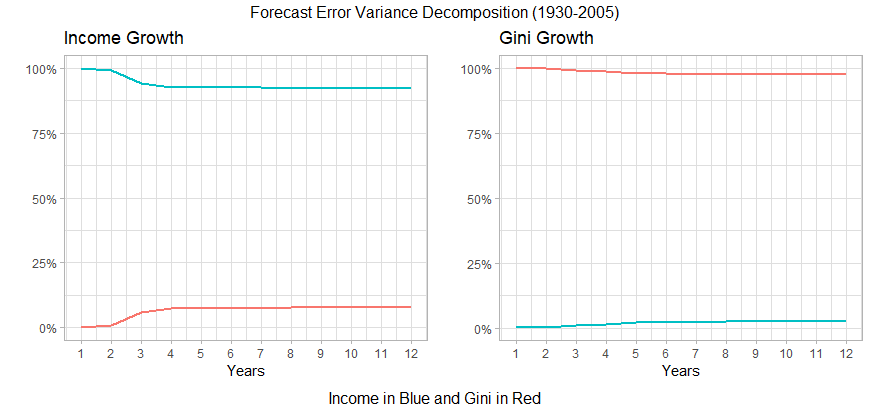 Forecast Error Variance Decomposition (1930-2005)
Income Growth
100%
75%
50%
25%
0%
1 2 3 4 5 6 7 8 9 10 11 12
Years
Gini Growth
100%
75%
50%
25%
0%
1 2 3 4 5 6 7 8 9 10 11 12
Years
Income in Blue and Gini in Red